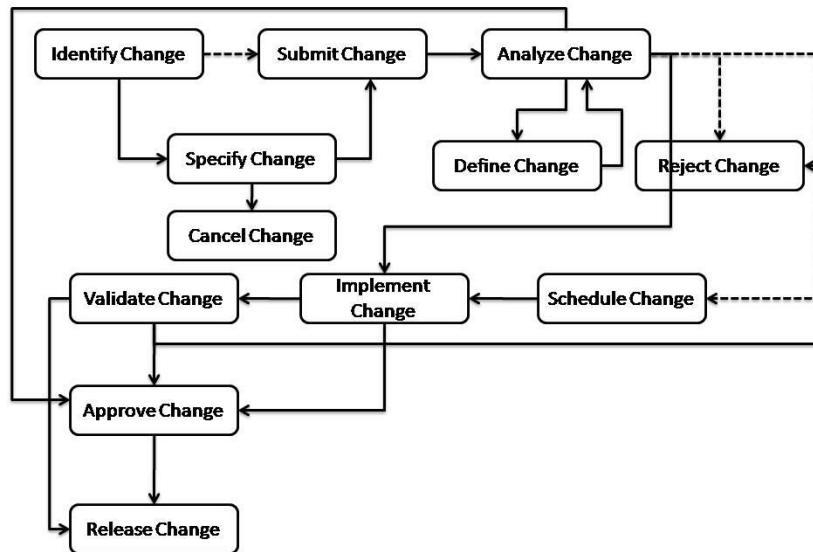 Identify Change
Submit Change
Analyze Change
Specify Change
Define Change
Reject Change
Cancel Change
Validate Change
Implement
Change
Schedule Change
Approve Change
Release Change